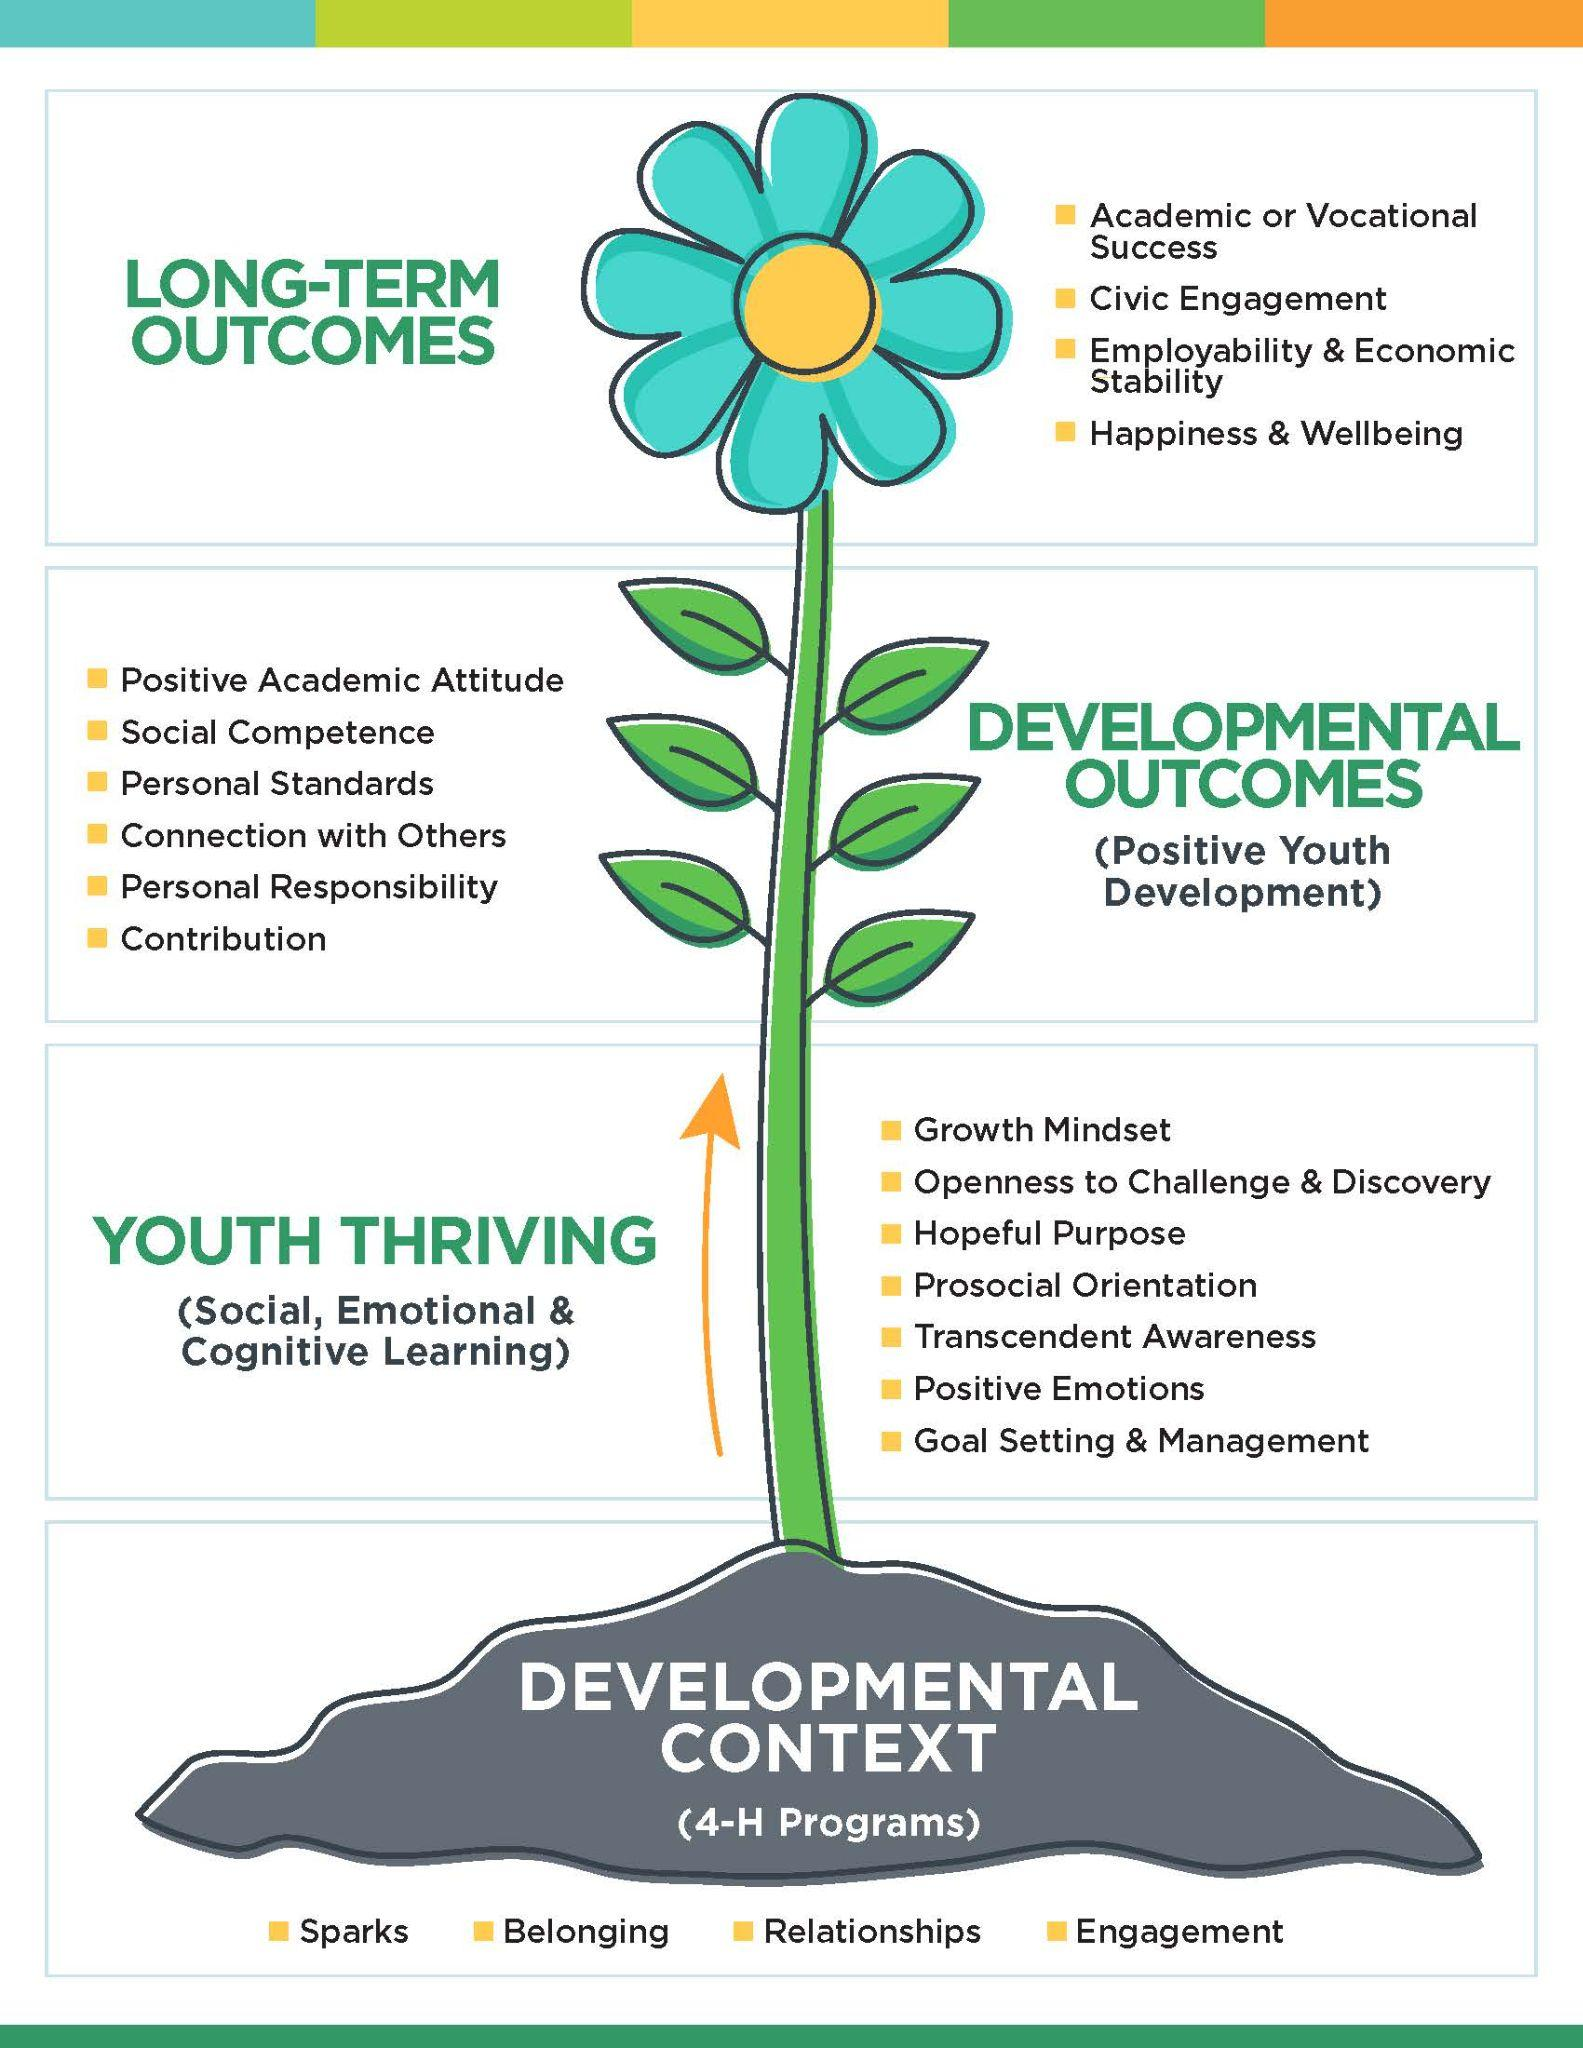 LONG-TERM
OUTCOMES
Academic or Vocational
Success
Civic Engagement
Employability & Economic
Stability
Happiness & Wellbeing
Positive Academic Attitude
Social Competence
Personal Standards
Connection with Others
Personal Responsibility
Contribution
DEVELOPMENTAL
OUTCOMES
(Positive Youth
Development)
YOUTH THRIVING
(Social, Emotional &
Cognitive Learning)
Growth Mindset
Openness to Challenge & Discovery
Hopeful Purpose
Prosocial Orientation
Transcendent Awareness
Positive Emotions
Goal Setting & Management
DEVELOPMENTAL
CONTEXT
(4-H Programs)
Sparks Belonging Relationships Engagement